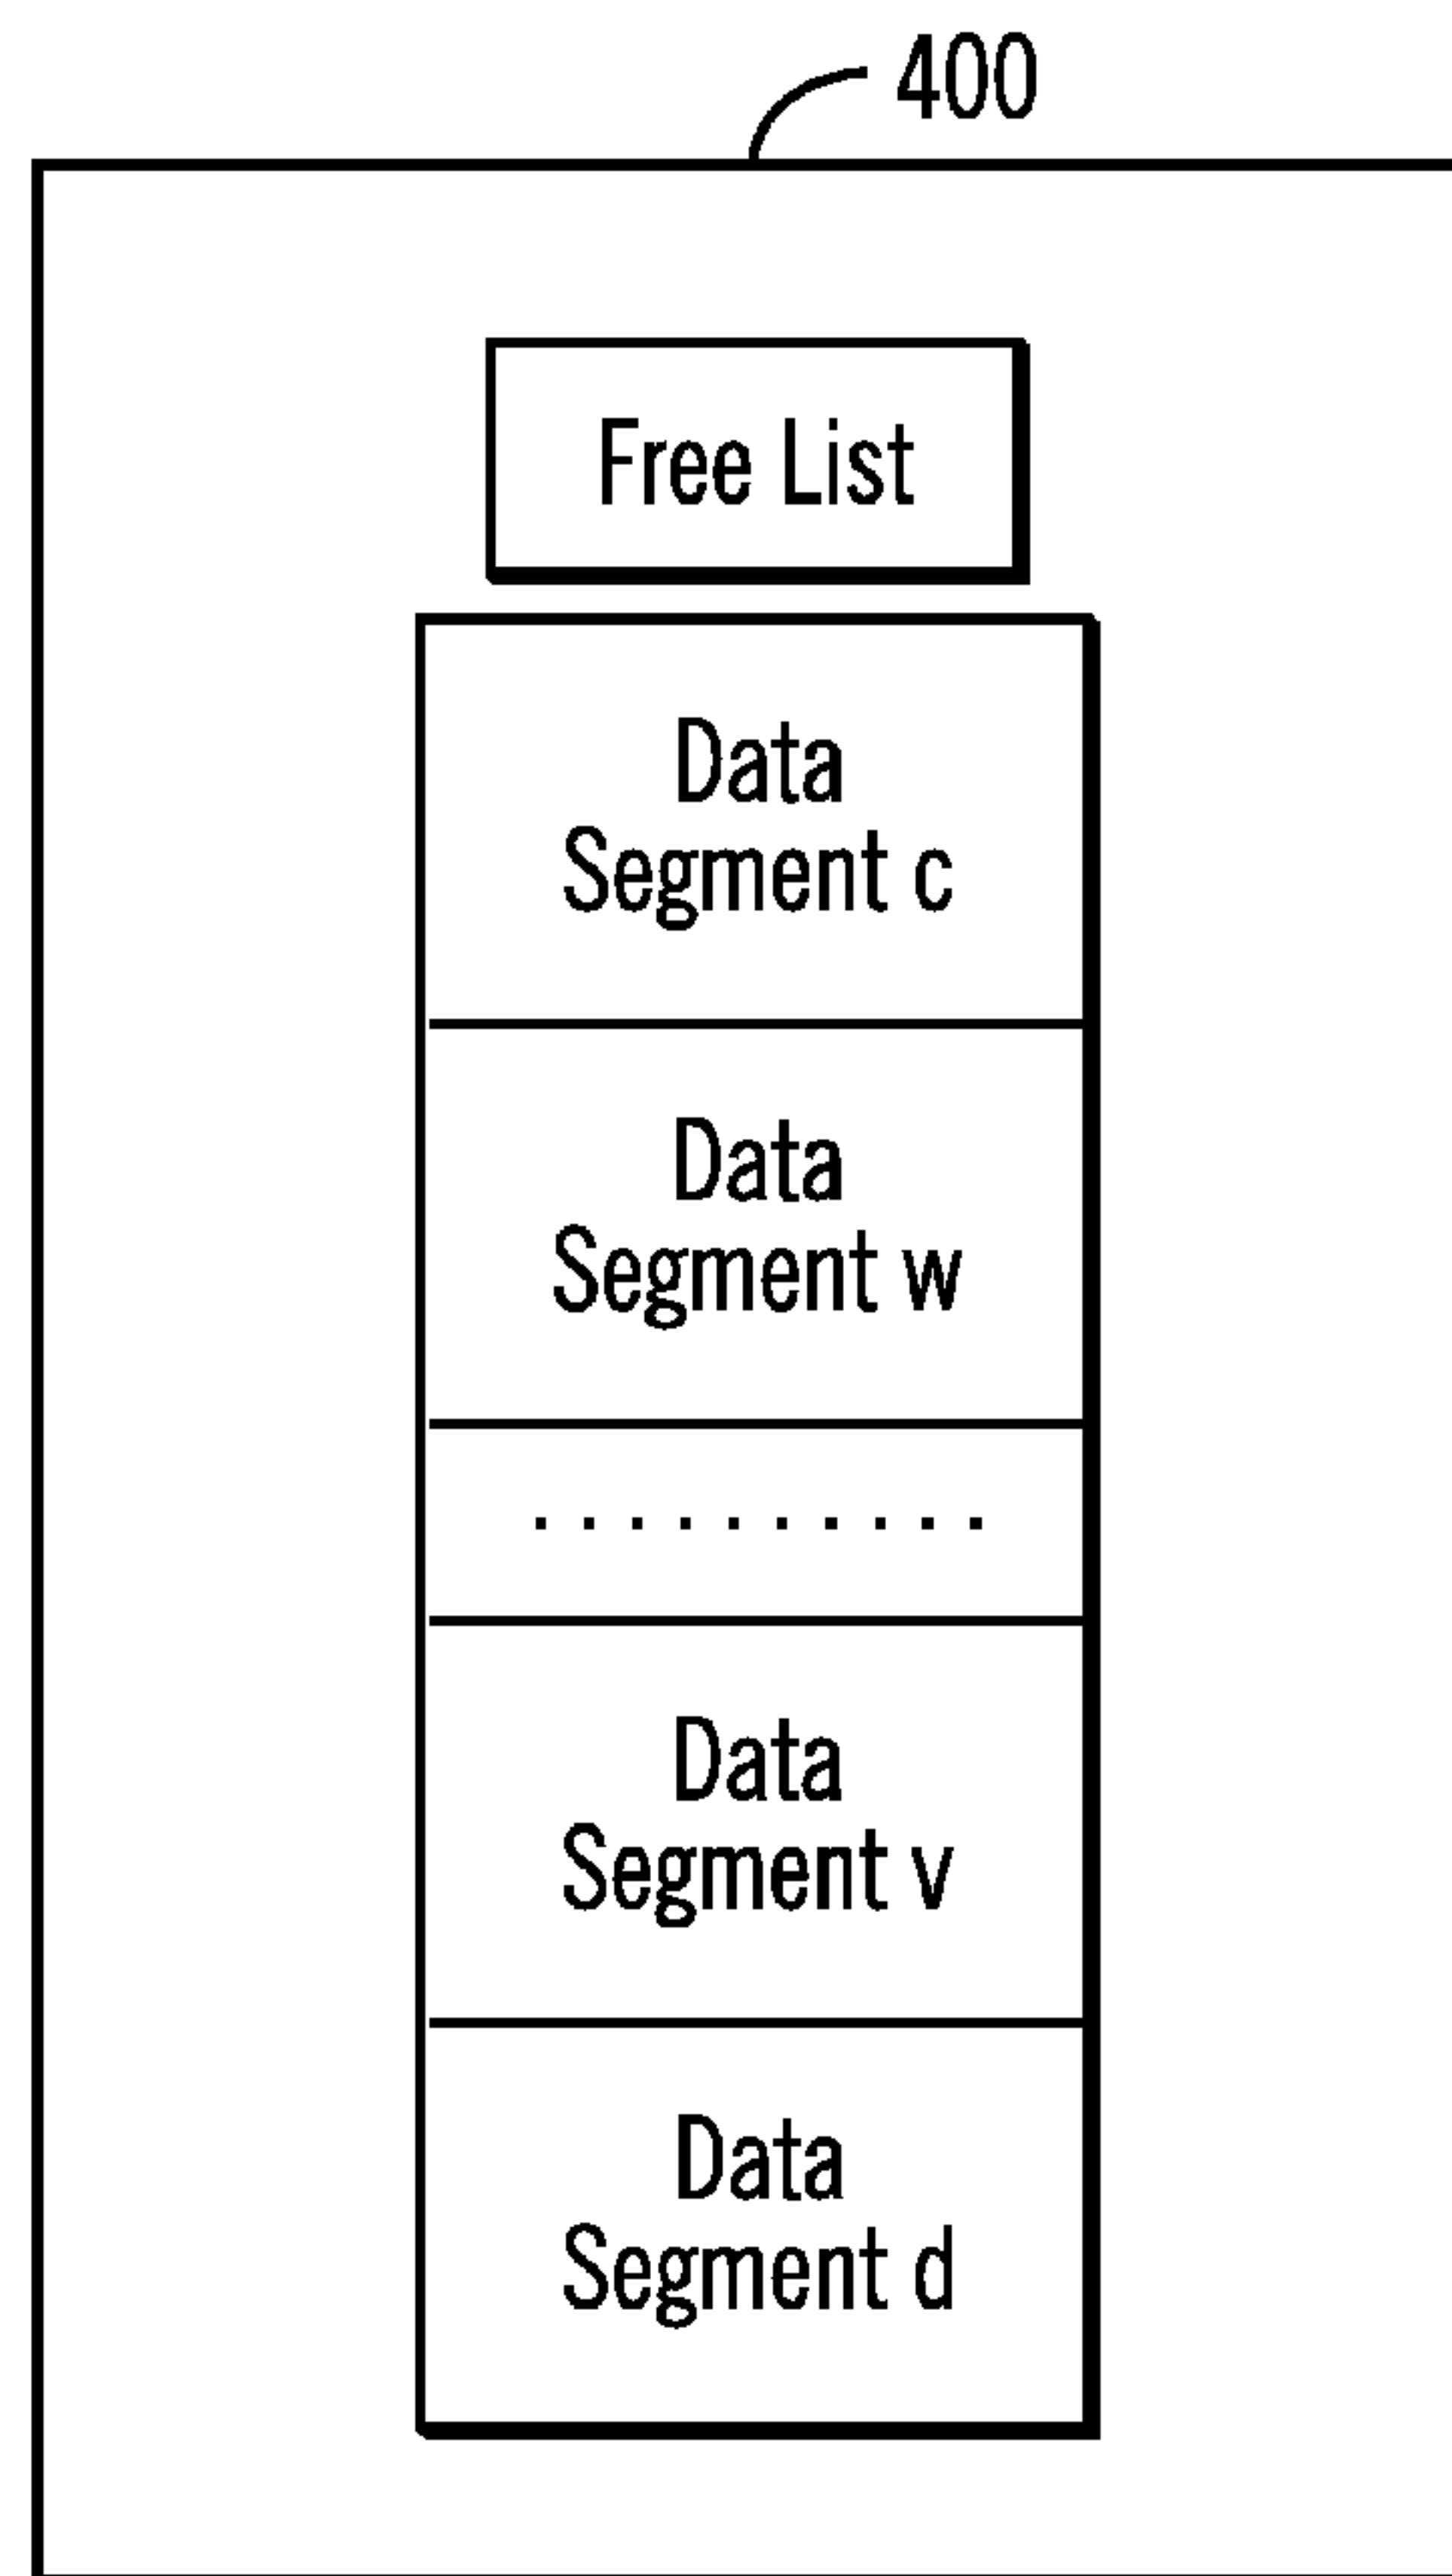 400
Free List
Data
Segment c
Data
Segment w
. . . . . . . . . .
Data
Segment v
Data
Segment d